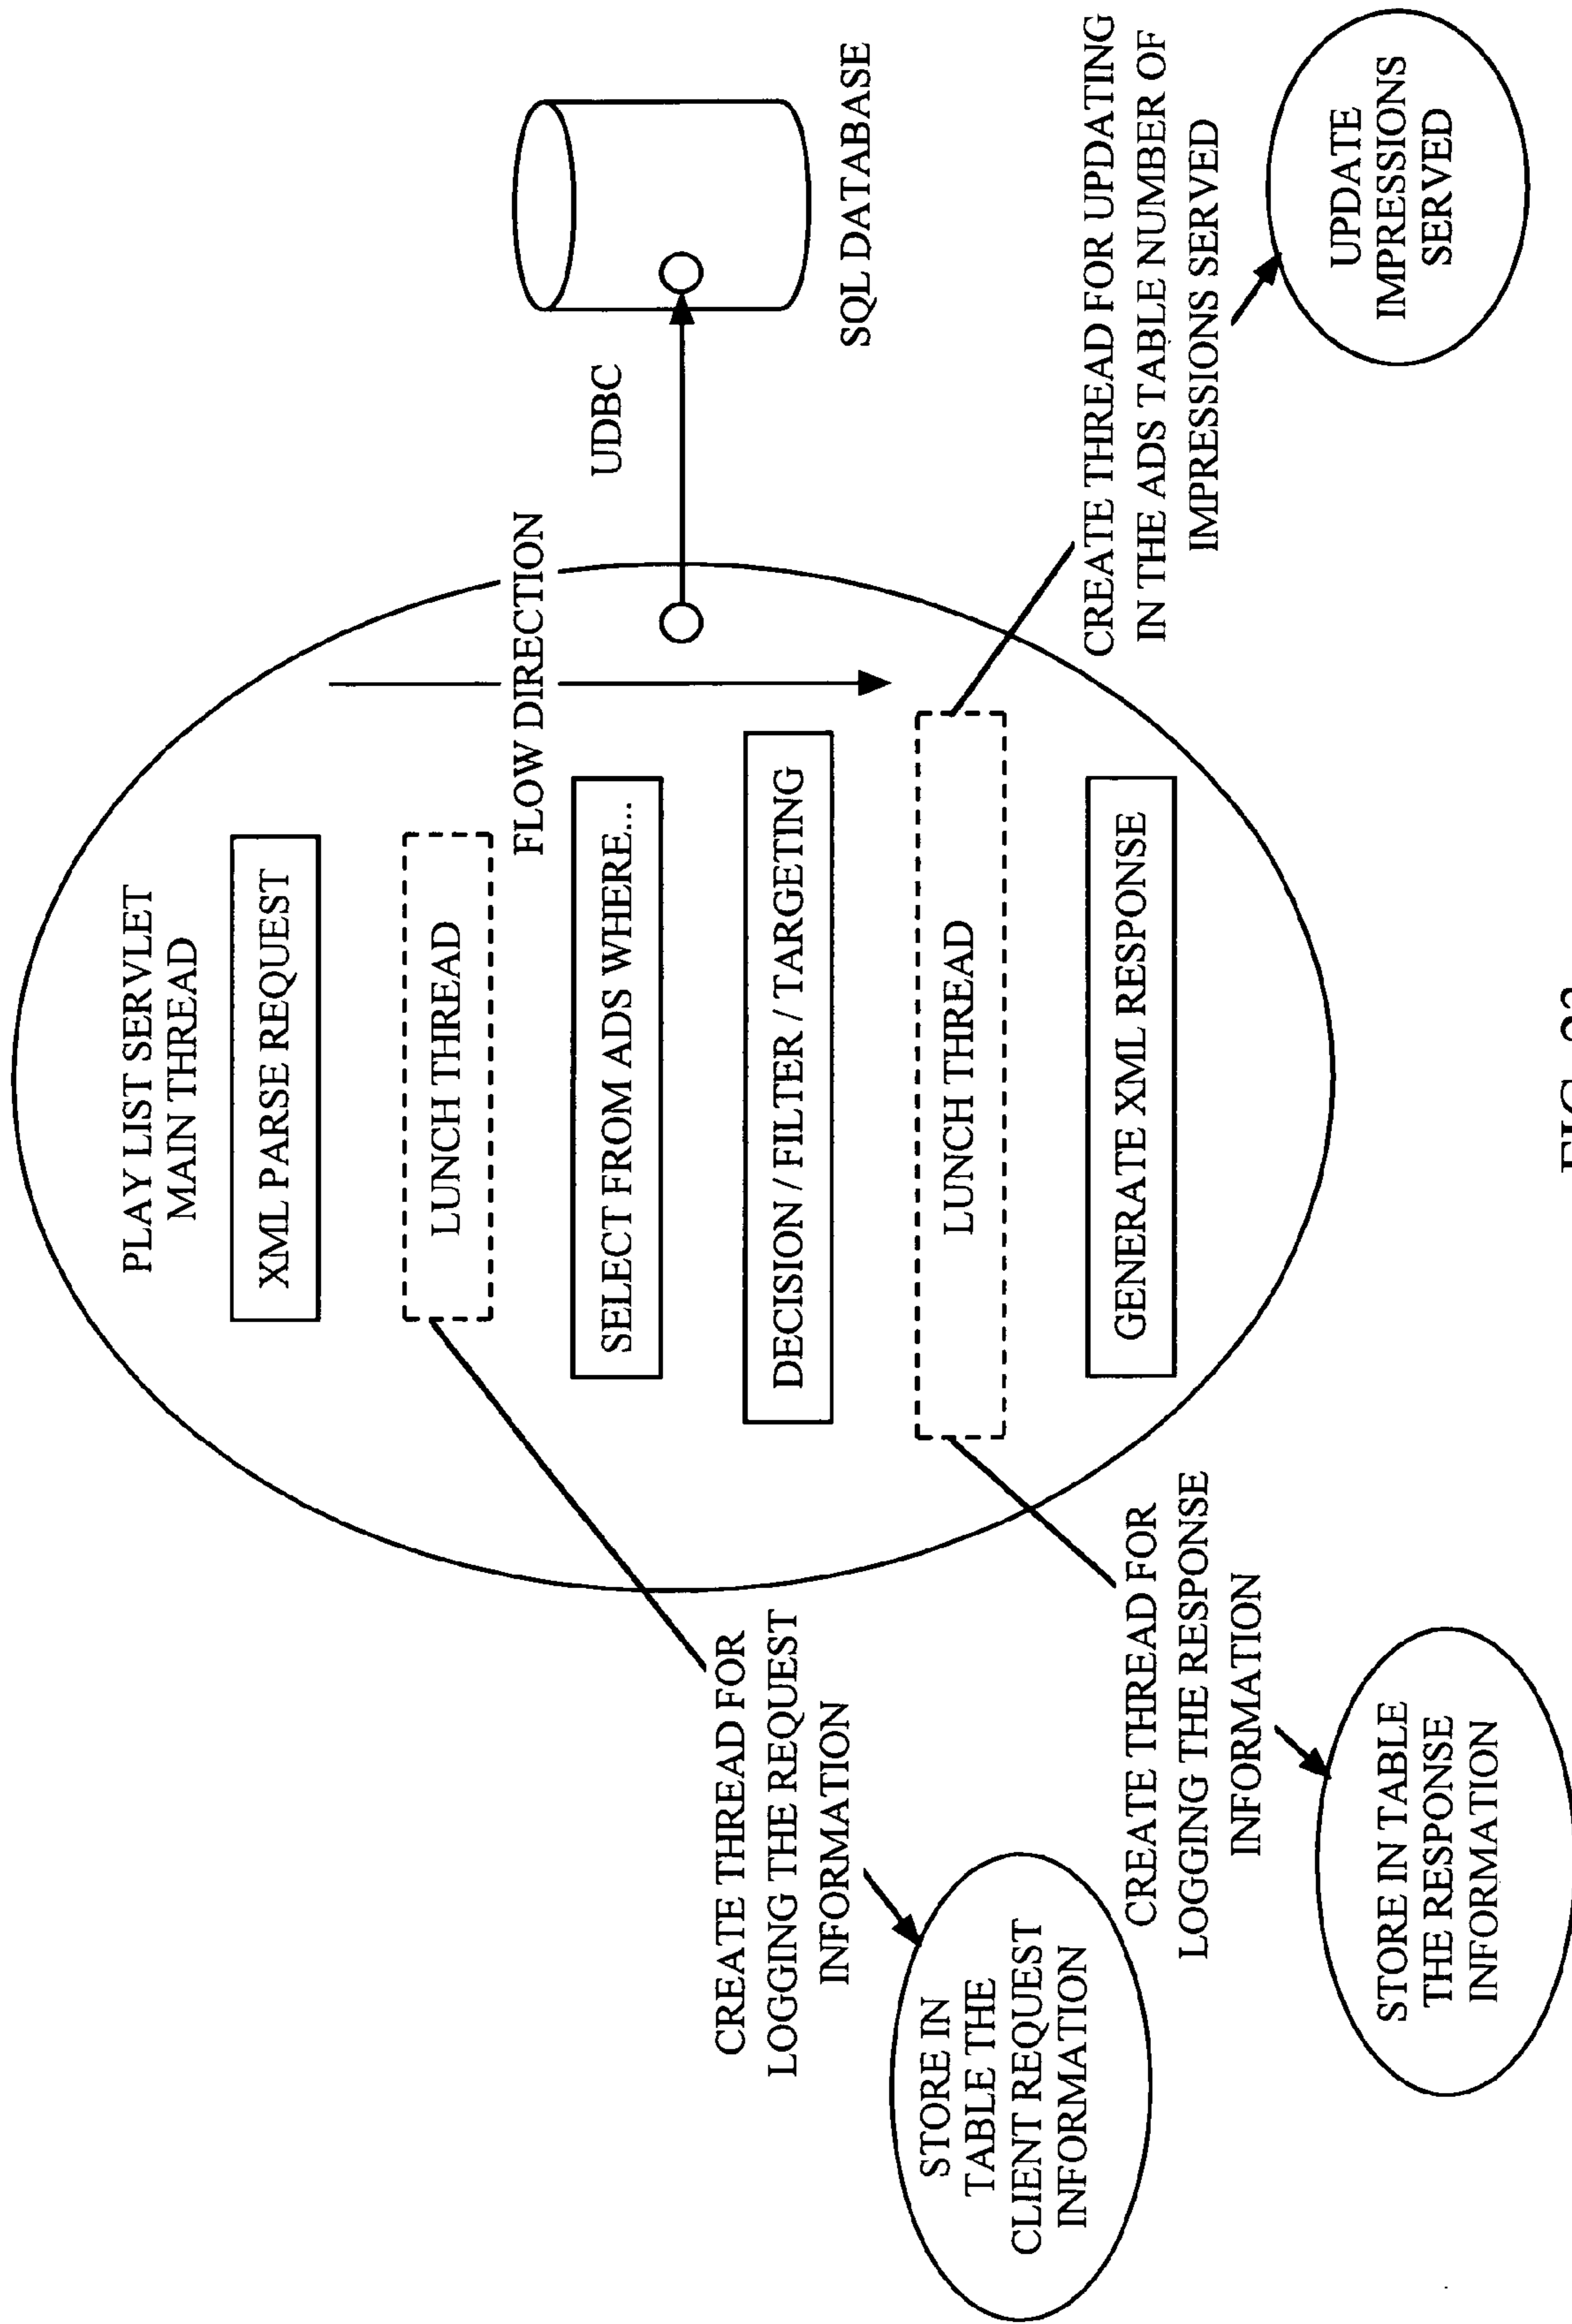 PLAY LIST SERVLET
MAIN THREAD
XML PARSE REQUEST
LUNCH THREAD
FLOW DIRECTION
SELECT FROM ADS WHERE...
DECISION / FILTER / TARGETING
LUNCH THREAD
GENERATE XML RESPONSE
UDBC
SQL DATABASE
CREATE THREAD FOR
LOGGING THE REQUEST
INFORMATION
STORE IN
TABLE THE
CLIENT REQUEST
INFORMATION
CREATE THREAD FOR
LOGGING THE RESPONSE
INFORMATION
STORE IN TABLE
THE RESPONSE
INFORMATION
CREATE THREAD FOR UPDATING
IN THE ADS TABLE NUMBER OF
IMPRESSIONS SERVED
UPDATE
IMPRESSIONS
SERVED
FIG.